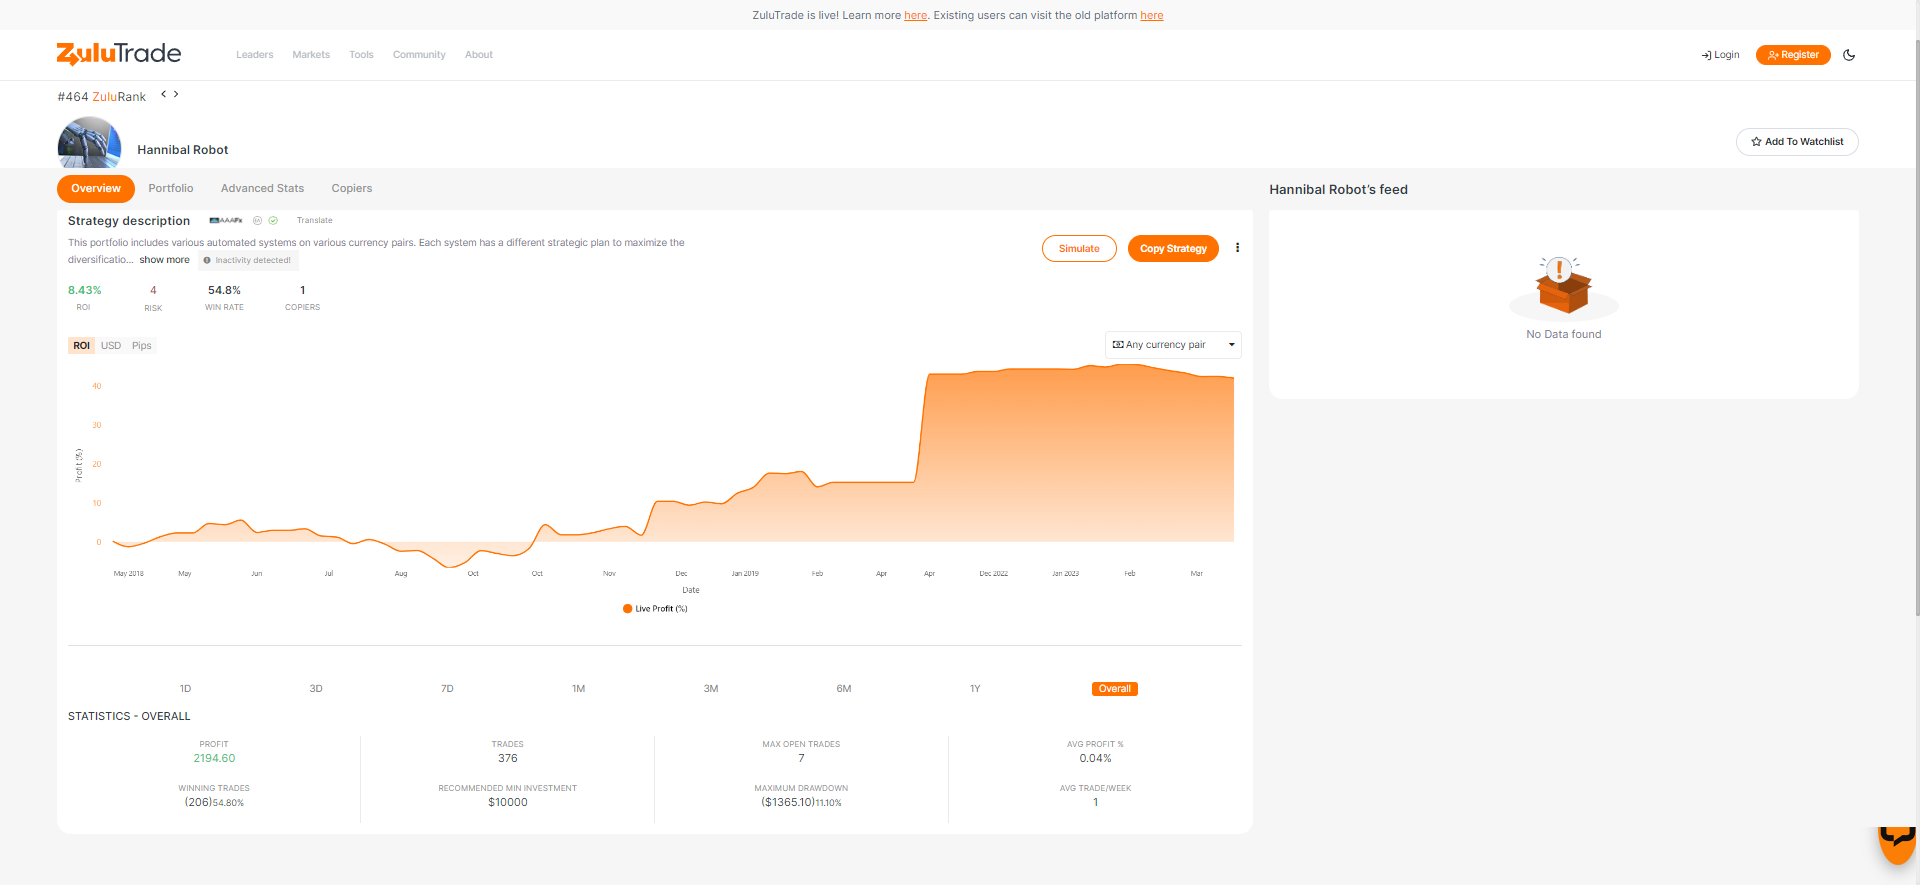 ZuluTrade is live! Learn more here. Existing users can visit the old platform here
ZuluTrade
Leaders Markets Tools Community About
Login Register
#464 ZuluRank
Hannibal Robot
Add To Watchlist
Overview Portfolio Advanced Stats Copiers
Hannibal Robot's feed
Strategy description AAAFx Translate
This portfolio includes various automated systems on various currency pairs. Each system has a different strategic plan to maximize the
diversificatio... show more Inactivity detected!
Simulate Copy Strategy
8.43% 4 54.8% 1
ROI RISK WIN RATE COPIERS
No Data found
ROI USD Pips
Any currency pair
40
30
20
10
0
Profit (%)
May 2018 May Jun Jul Aug Oct Oct Nov Dec Jan 2019 Feb Apr Apr Dec 2022 Jan 2023 Feb Mar
Date
Live Profit (%)
1D 3D 7D 1M 3M 6M 1Y Overall
STATISTICS - OVERALL
PROFIT TRADES MAX OPEN TRADES AVG PROFIT %
2194.60 376 7 0.04%
WINNING TRADES RECOMMENDED MIN INVESTMENT MAXIMUM DRAWDOWN AVG TRADE/WEEK
(206)54.80% $10000 ($1365.10)11.10% 1